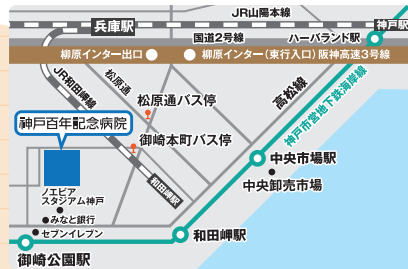 JR山陽本線
兵庫駅
神戸駅
国道2号線
ハーバーランド駅
柳原インター出口
柳原インター(東行入口) 阪神高速3号線
JR和田岬線
松原通
高松線
神戸市営地下鉄海岸線
松原通バス停
神戸百年記念病院
御崎本町バス停
中央市場駅
中央卸売市場
和田岬駅
ノエビア
スタジアム神戸
みなと銀行
セブンイレブン
和田岬駅
御崎公園駅